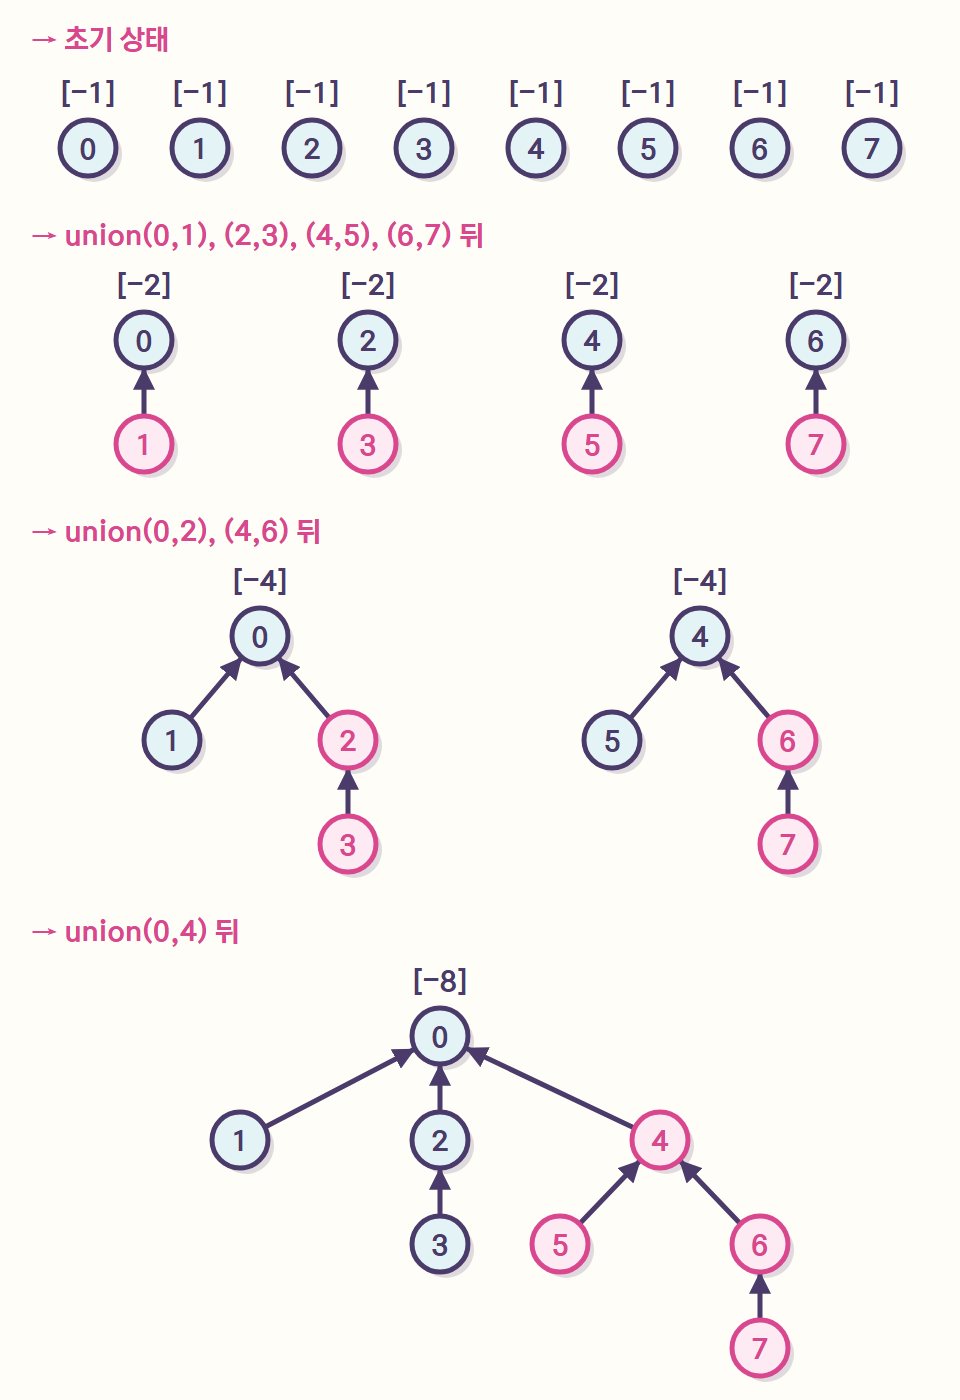 → 초기 상태
[−1] [−1] [−1] [−1] [−1] [−1] [−1] [−1]
0 1 2 3 4 5 6 7
→ union(0,1), (2,3), (4,5), (6,7) 뒤
[−2] [−2] [−2] [−2]
0 2 4 6
1 3 5 7
→ union(0,2), (4,6) 뒤
[−4] [−4]
0 4
1 2 5 6
3 7
→ union(0,4) 뒤
[−8]
0
1 2 4
3 5 6
7